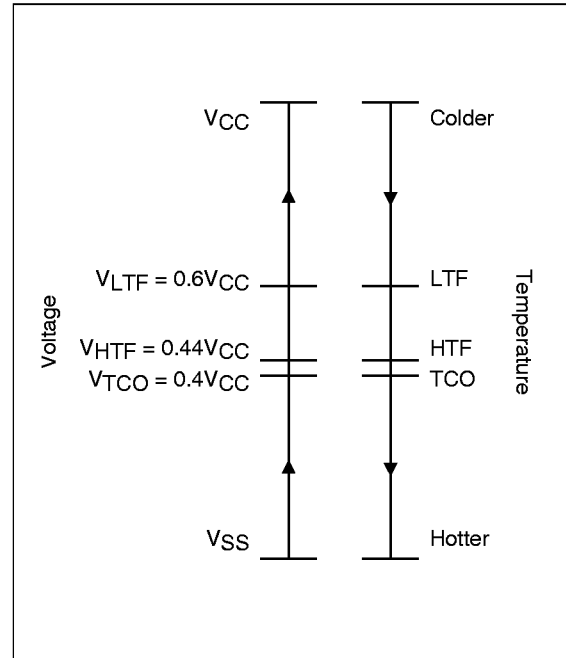 VCC
Colder
VLTF = 0.6VCC
LTF
VHTF = 0.44VCC
HTF
VTCO = 0.4VCC
TCO
VSS
Hotter
Voltage
Temperature